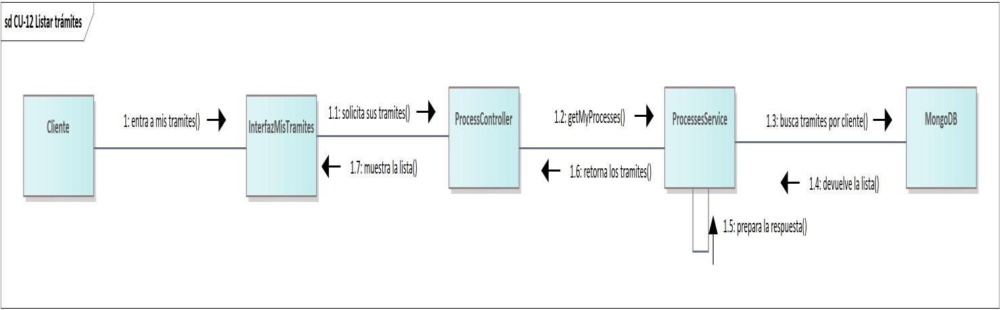 sd CU-12 Listar trámites
Cliente
1: entra a mis tramites()
InterfazMisTramites
1.1: solicita sus tramites()
1.7: muestra la lista()
ProcessController
1.2: getMyProcesses()
1.6: retorna los tramites()
ProcessesService
1.5: prepara la respuesta()
1.3: busca tramites por cliente()
1.4: devuelve la lista()
MongoDB